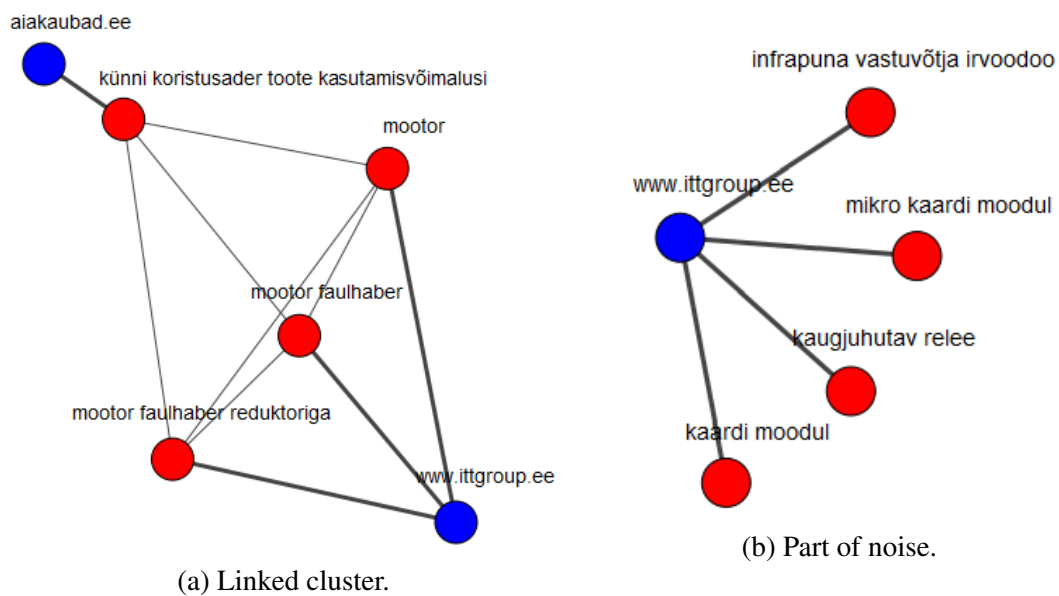 aiakaubad.ee
künni koristusader toote kasutamisvõimalusi
mootor
mootor faulhaber
mootor faulhaber reduktoriga
www.ittgroup.ee
(a) Linked cluster.
infrapuna vastuvõtja irvoodoo
www.ittgroup.ee
mikro kaardi moodul
kaugjuhutav relee
kaardi moodul
(b) Part of noise.